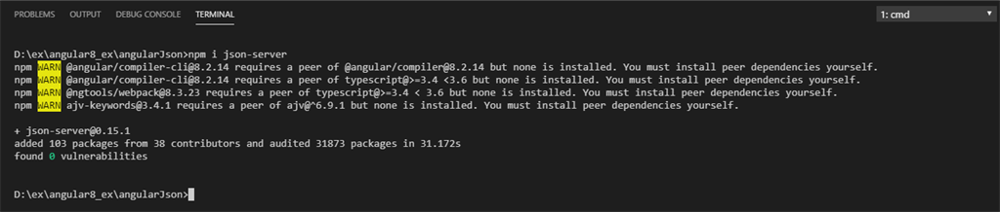 PROBLEMS OUTPUT DEBUG CONSOLE TERMINAL 1: cmd
D:\ex\angular8_ex\angularJson>npm i json-server
npm WARN @angular/compiler-cli@8.2.14 requires a peer of @angular/compiler@8.2.14 but none is installed. You must install peer dependencies yourself.
npm WARN @angular/compiler-cli@8.2.14 requires a peer of typescript@>=3.4 <3.6 but none is installed. You must install peer dependencies yourself.
npm WARN @ngtools/webpack@8.3.23 requires a peer of typescript@>=3.4 < 3.6 but none is installed. You must install peer dependencies yourself.
npm WARN ajv-keywords@3.4.1 requires a peer of ajv@^6.9.1 but none is installed. You must install peer dependencies yourself.
+ json-server@0.15.1
added 103 packages from 38 contributors and audited 31873 packages in 31.172s
found 0 vulnerabilities
D:\ex\angular8_ex\angularJson>